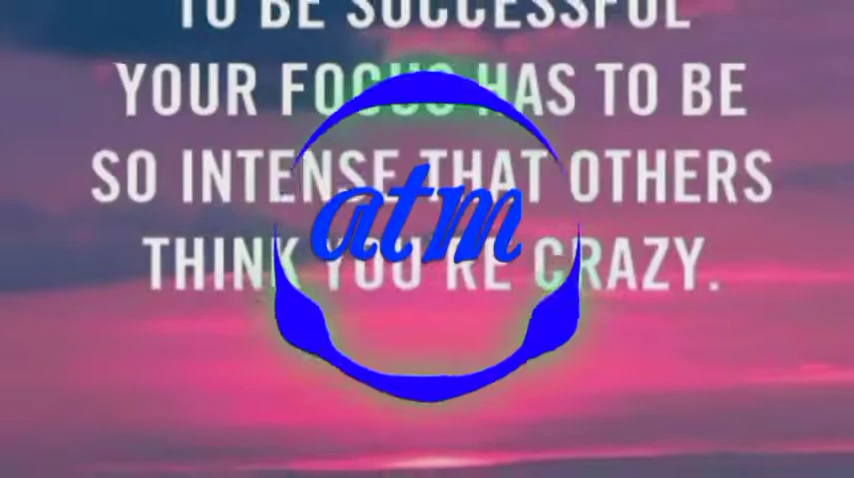 TO BE SUCCESSFUL
YOUR FOCUS HAS TO BE
SO INTENSE THAT OTHERS
atm
THINK YOU'RE CRAZY.